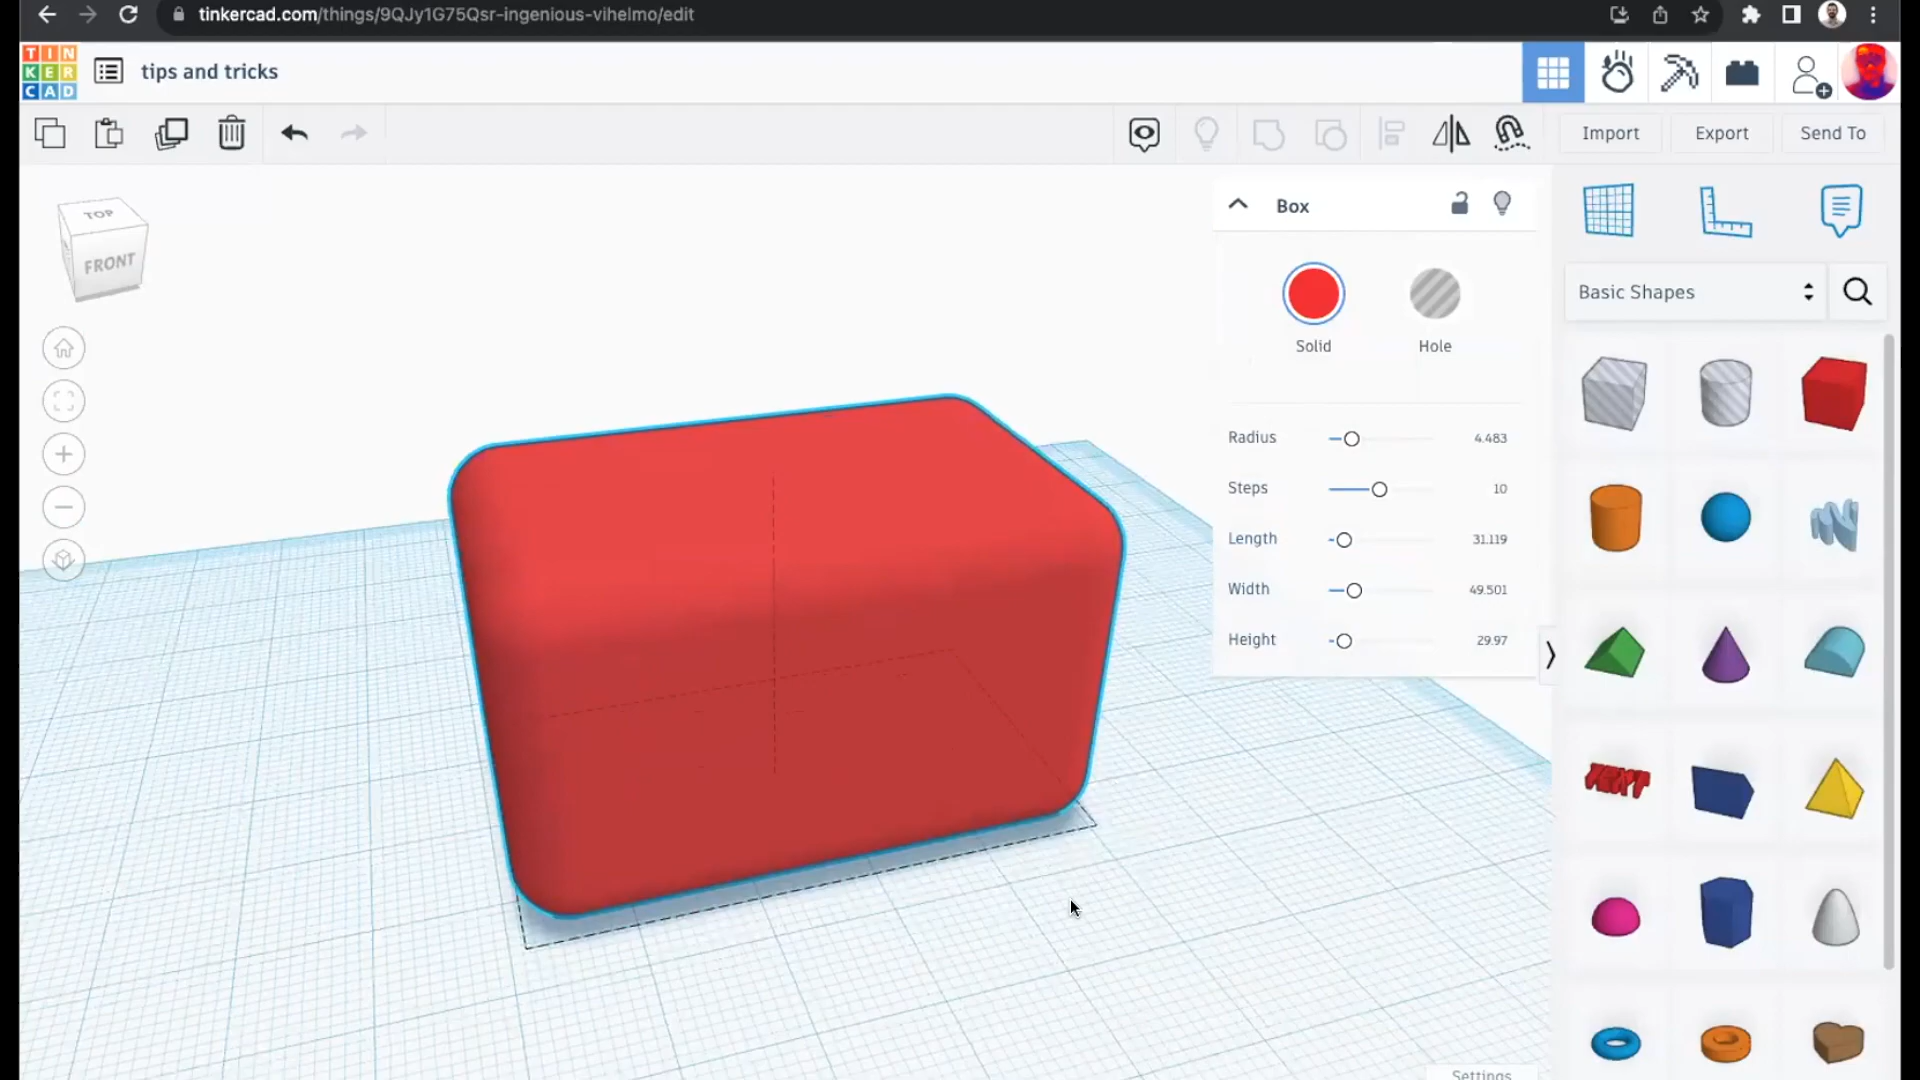 tinkercad.com/things/9QJy1G75Qsr-ingenious-vihelmo/edit
TIN
KER
CAD
tips and tricks
Import
Export
Send To
TOP
FRONT
Box
Solid
Hole
Basic Shapes
Radius 4.483
Steps 10
Length 31.119
Width 49.501
Height 29.97
TEXT
Settings